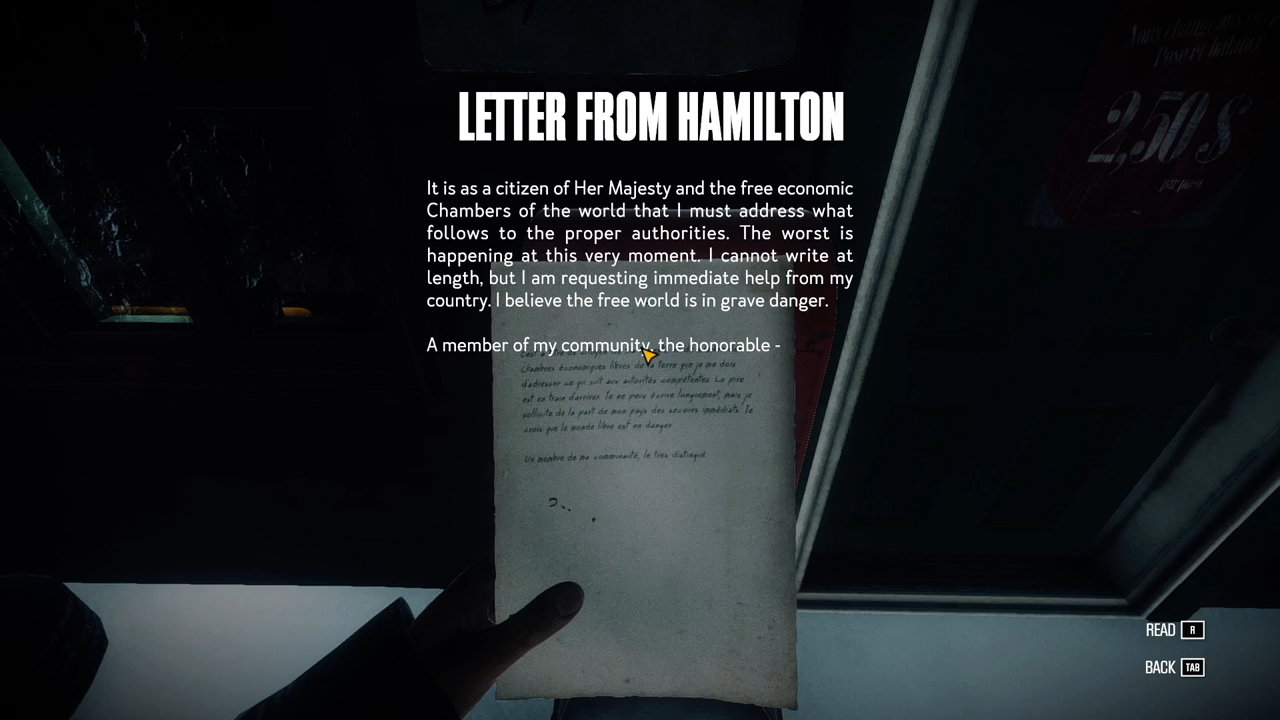 LETTER FROM HAMILTON
It is as a citizen of Her Majesty and the free economic
Chambers of the world that I must address what
follows to the proper authorities. The worst is
happening at this very moment. I cannot write at
length, but I am requesting immediate help from my
country. I believe the free world is in grave danger.
A member of my community, the honorable -
Chambres économiques libres de la terre que je me dois
d'adresser ce qui suit aux autorités compétentes. Le pire
est en train d'arriver. Je ne peux écrire longuement, mais je
sollicite de la part de mon pays des secours immédiats. Je
crois que le monde libre est en danger
Un membre de ma communauté, le très distingué
2,50 $
READ R
BACK TAB